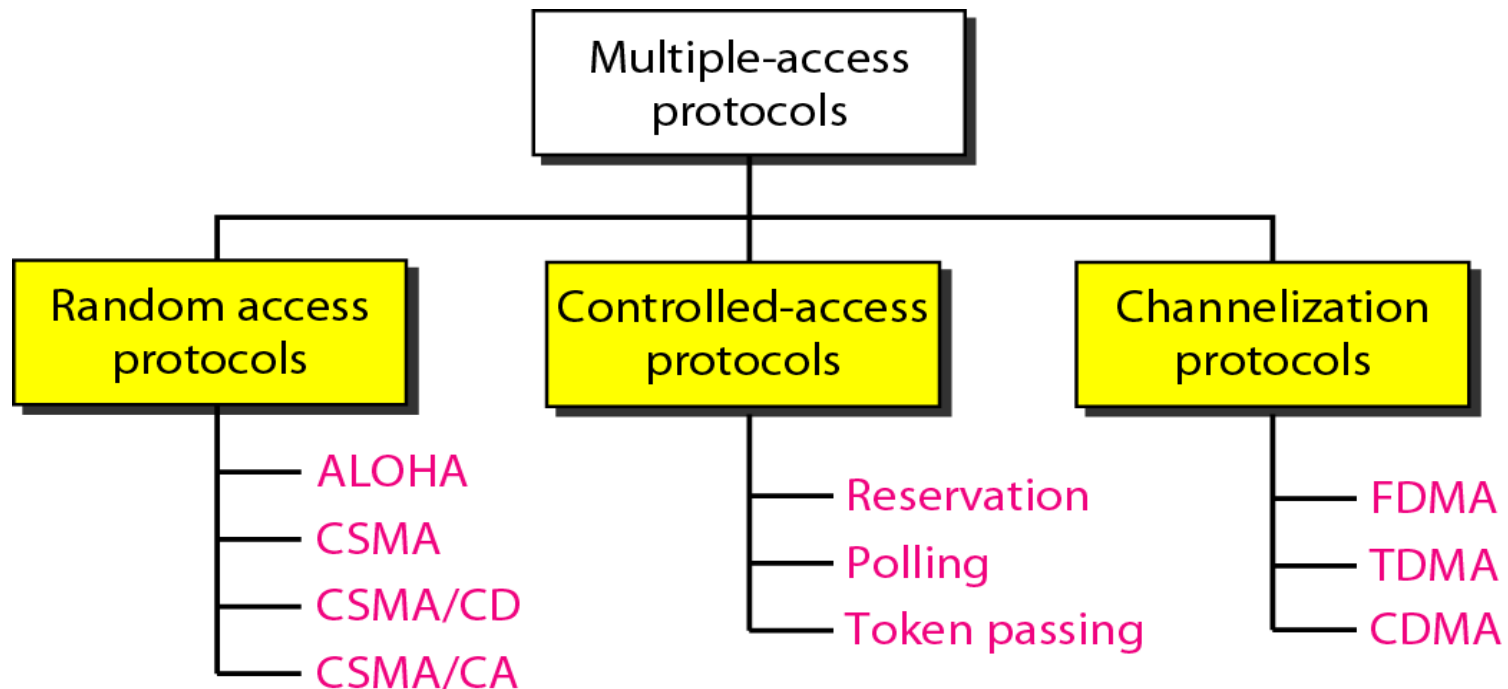 Multiple-access
protocols
Random access
protocols
Controlled-access
protocols
Channelization
protocols
ALOHA
CSMA
CSMA/CD
CSMA/CA
Reservation
Polling
Token passing
FDMA
TDMA
CDMA